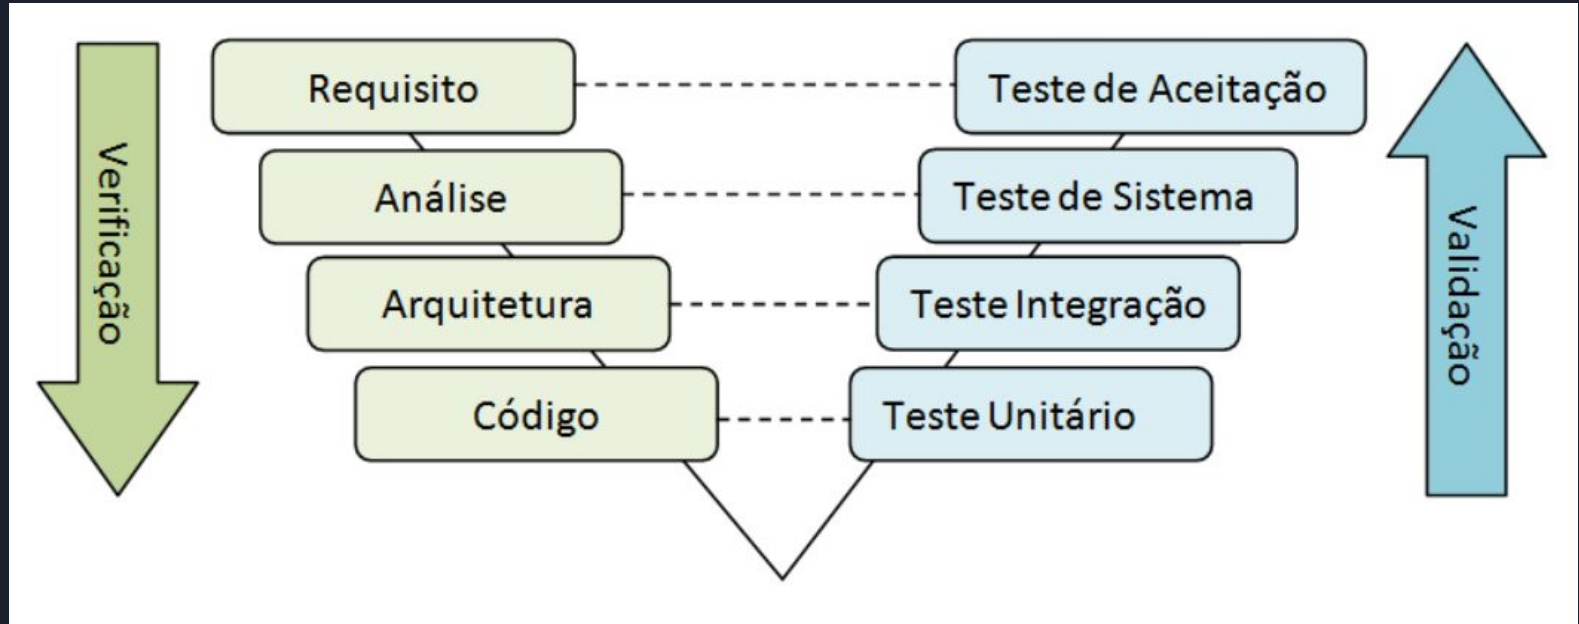 Verificação
Requisito
Teste de Aceitação
Análise
Teste de Sistema
Arquitetura
Teste Integração
Código
Teste Unitário
Validação